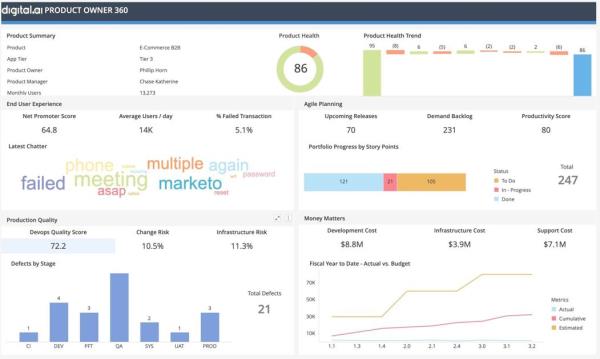 digital.ai PRODUCT OWNER 360
Product Summary
Product E-Commerce B2B
App Tier Tier 3
Product Owner Phillip Horn
Product Manager Chase Katherine
Monthly Users 13,273
Product Health
86
Product Health Trend
95 (8) 6 (5) 6 (2) (2) 2 (6) 86
End User Experience
Net Promoter Score Average Users / day % Failed Transaction
64.8 14K 5.1%
Latest Chatter
phone multiple again
failed meeting marketo password
asap reset
Agile Planning
Upcoming Releases Demand Backlog Productivity Score
70 231 80
Portfolio Progress by Story Points
121 21 105
Status
To Do
In - Progress
Done
Total
247
Production Quality
Devops Quality Score Change Risk Infrastructure Risk
72.2 10.5% 11.3%
Defects by Stage
1 4 3 2 1 3
CI DEV PFT QA SYS UAT PROD
Total Defects
21
Money Matters
Development Cost Infrastructure Cost Support Cost
$8.8M $3.9M $7.1M
Fiscal Year to Date - Actual vs. Budget
70K
50K
30K
10K
1.1 1.3 1.4 2.0 2.1 2.3 2.4 3.0 3.1 3.2
Metrics
Actual
Cumulative
Estimated